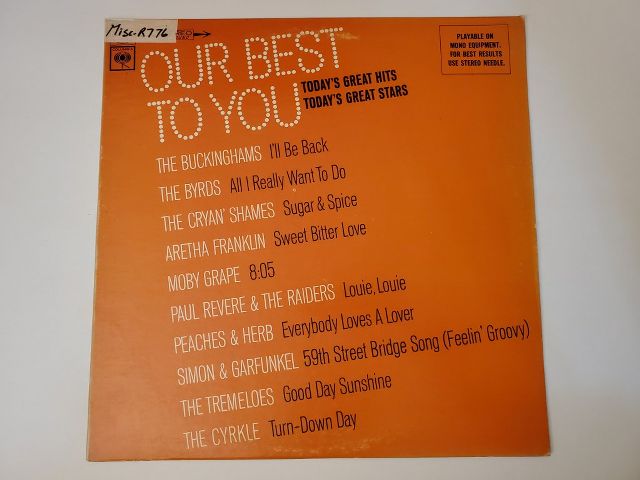 Misc-R776
COLUMBIA
OUR BEST
TO YOU
TODAY'S GREAT HITS
TODAY'S GREAT STARS
PLAYABLE ON
MONO EQUIPMENT.
FOR BEST RESULTS
USE STEREO NEEDLE.
THE BUCKINGHAMS I'll Be Back
THE BYRDS All I Really Want To Do
THE CRYAN' SHAMES Sugar & Spice
ARETHA FRANKLIN Sweet Bitter Love
MOBY GRAPE 8:05
PAUL REVERE & THE RAIDERS Louie, Louie
PEACHES & HERB Everybody Loves A Lover
SIMON & GARFUNKEL 59th Street Bridge Song (Feelin' Groovy)
THE TREMELOES Good Day Sunshine
THE CYRKLE Turn-Down Day